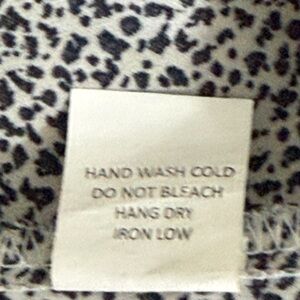 HAND WASH COLD
DO NOT BLEACH
HANG DRY
IRON LOW